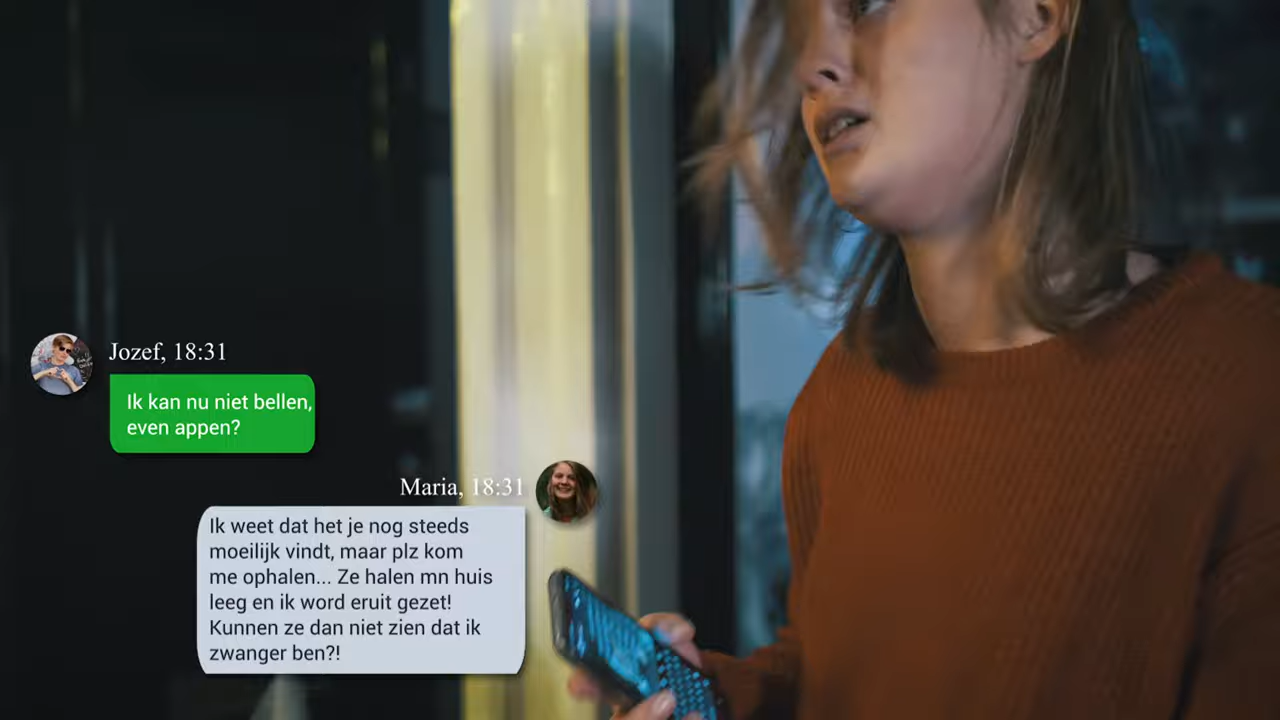 Jozef, 18:31
Ik kan nu niet bellen,
even appen?
Maria, 18:31
Ik weet dat het je nog steeds
moeilijk vindt, maar plz kom
me ophalen... Ze halen mn huis
leeg en ik word eruit gezet!
Kunnen ze dan niet zien dat ik
zwanger ben?!